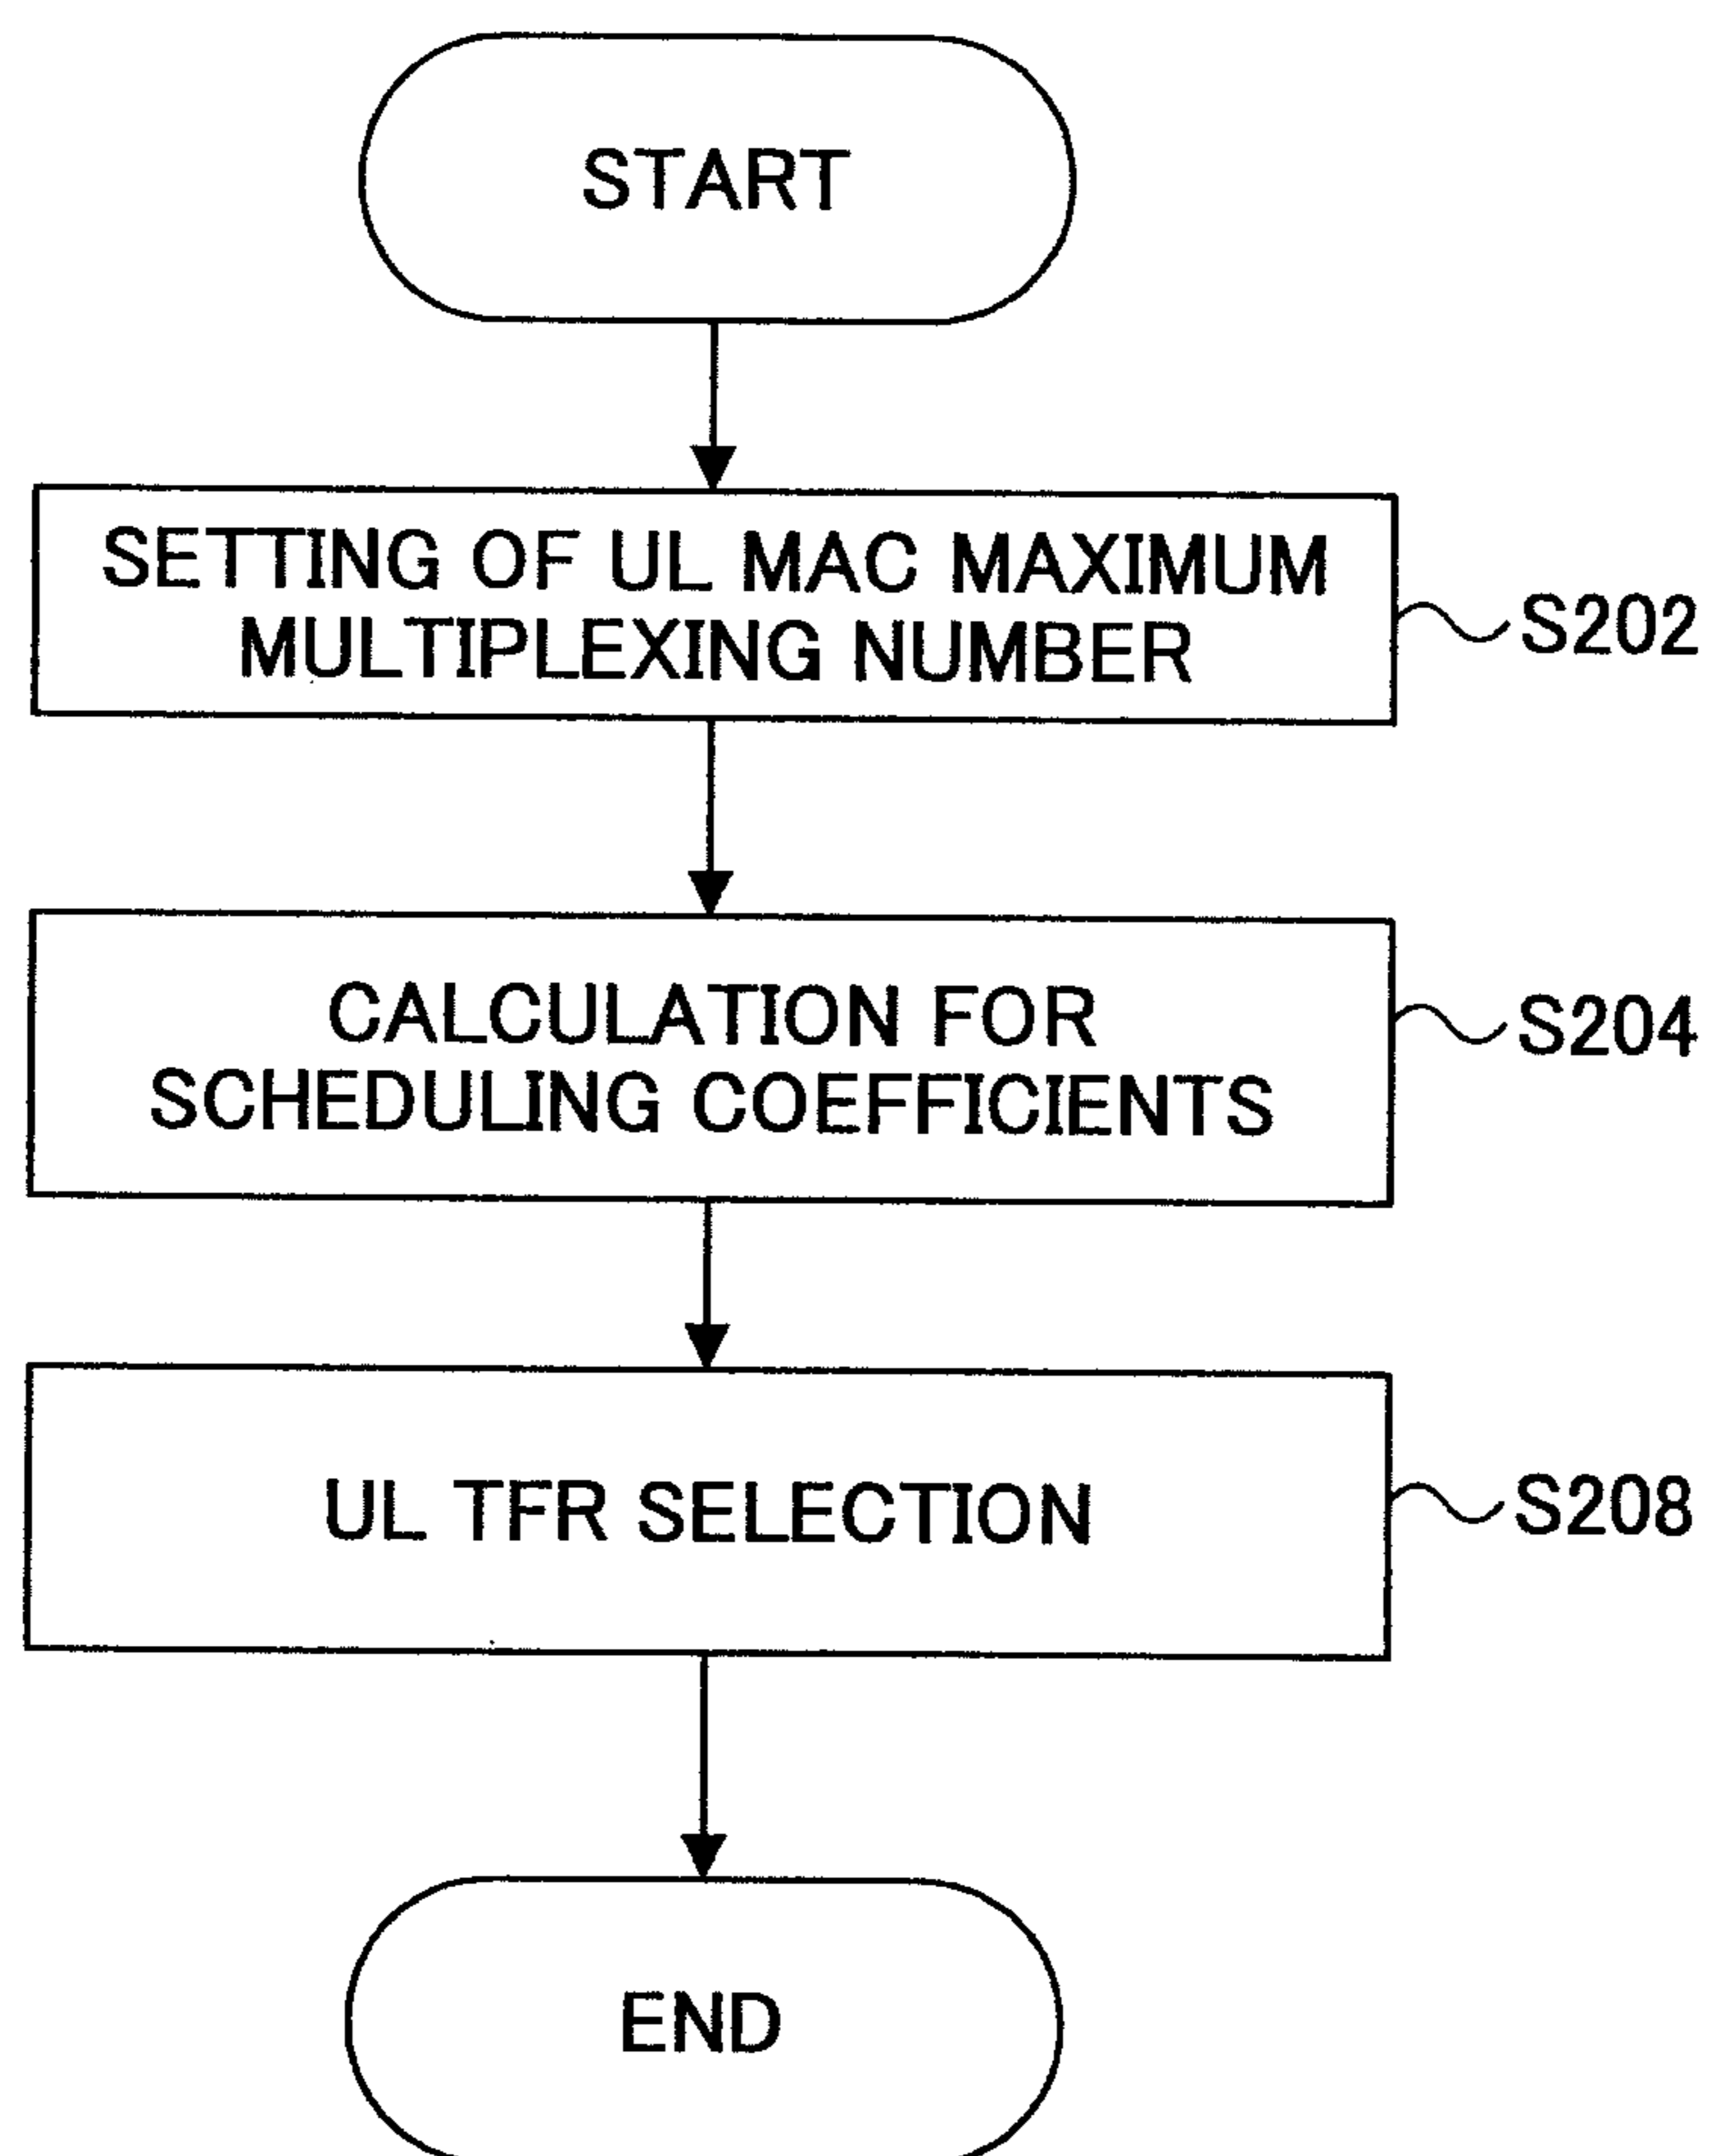 START
SETTING OF UL MAC MAXIMUM
MULTIPLEXING NUMBER
S202
CALCULATION FOR
SCHEDULING COEFFICIENTS
S204
UL TFR SELECTION
S208
END